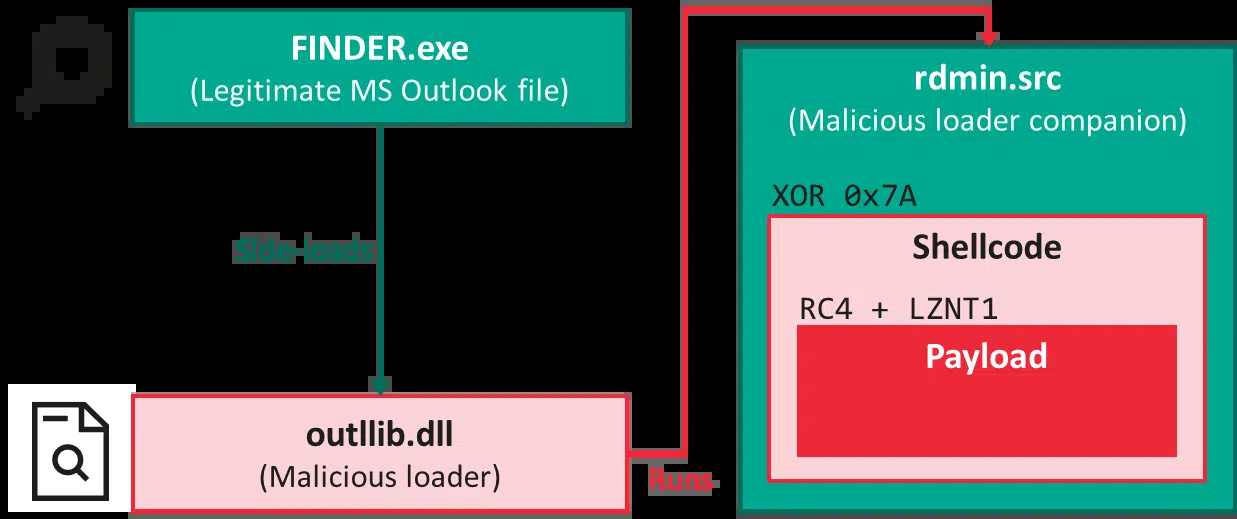 FINDER.exe
(Legitimate MS Outlook file)
Side-loads
outllib.dll
(Malicious loader)
Runs
rdmin.src
(Malicious loader companion)
XOR 0x7A
Shellcode
RC4 + LZNT1
Payload